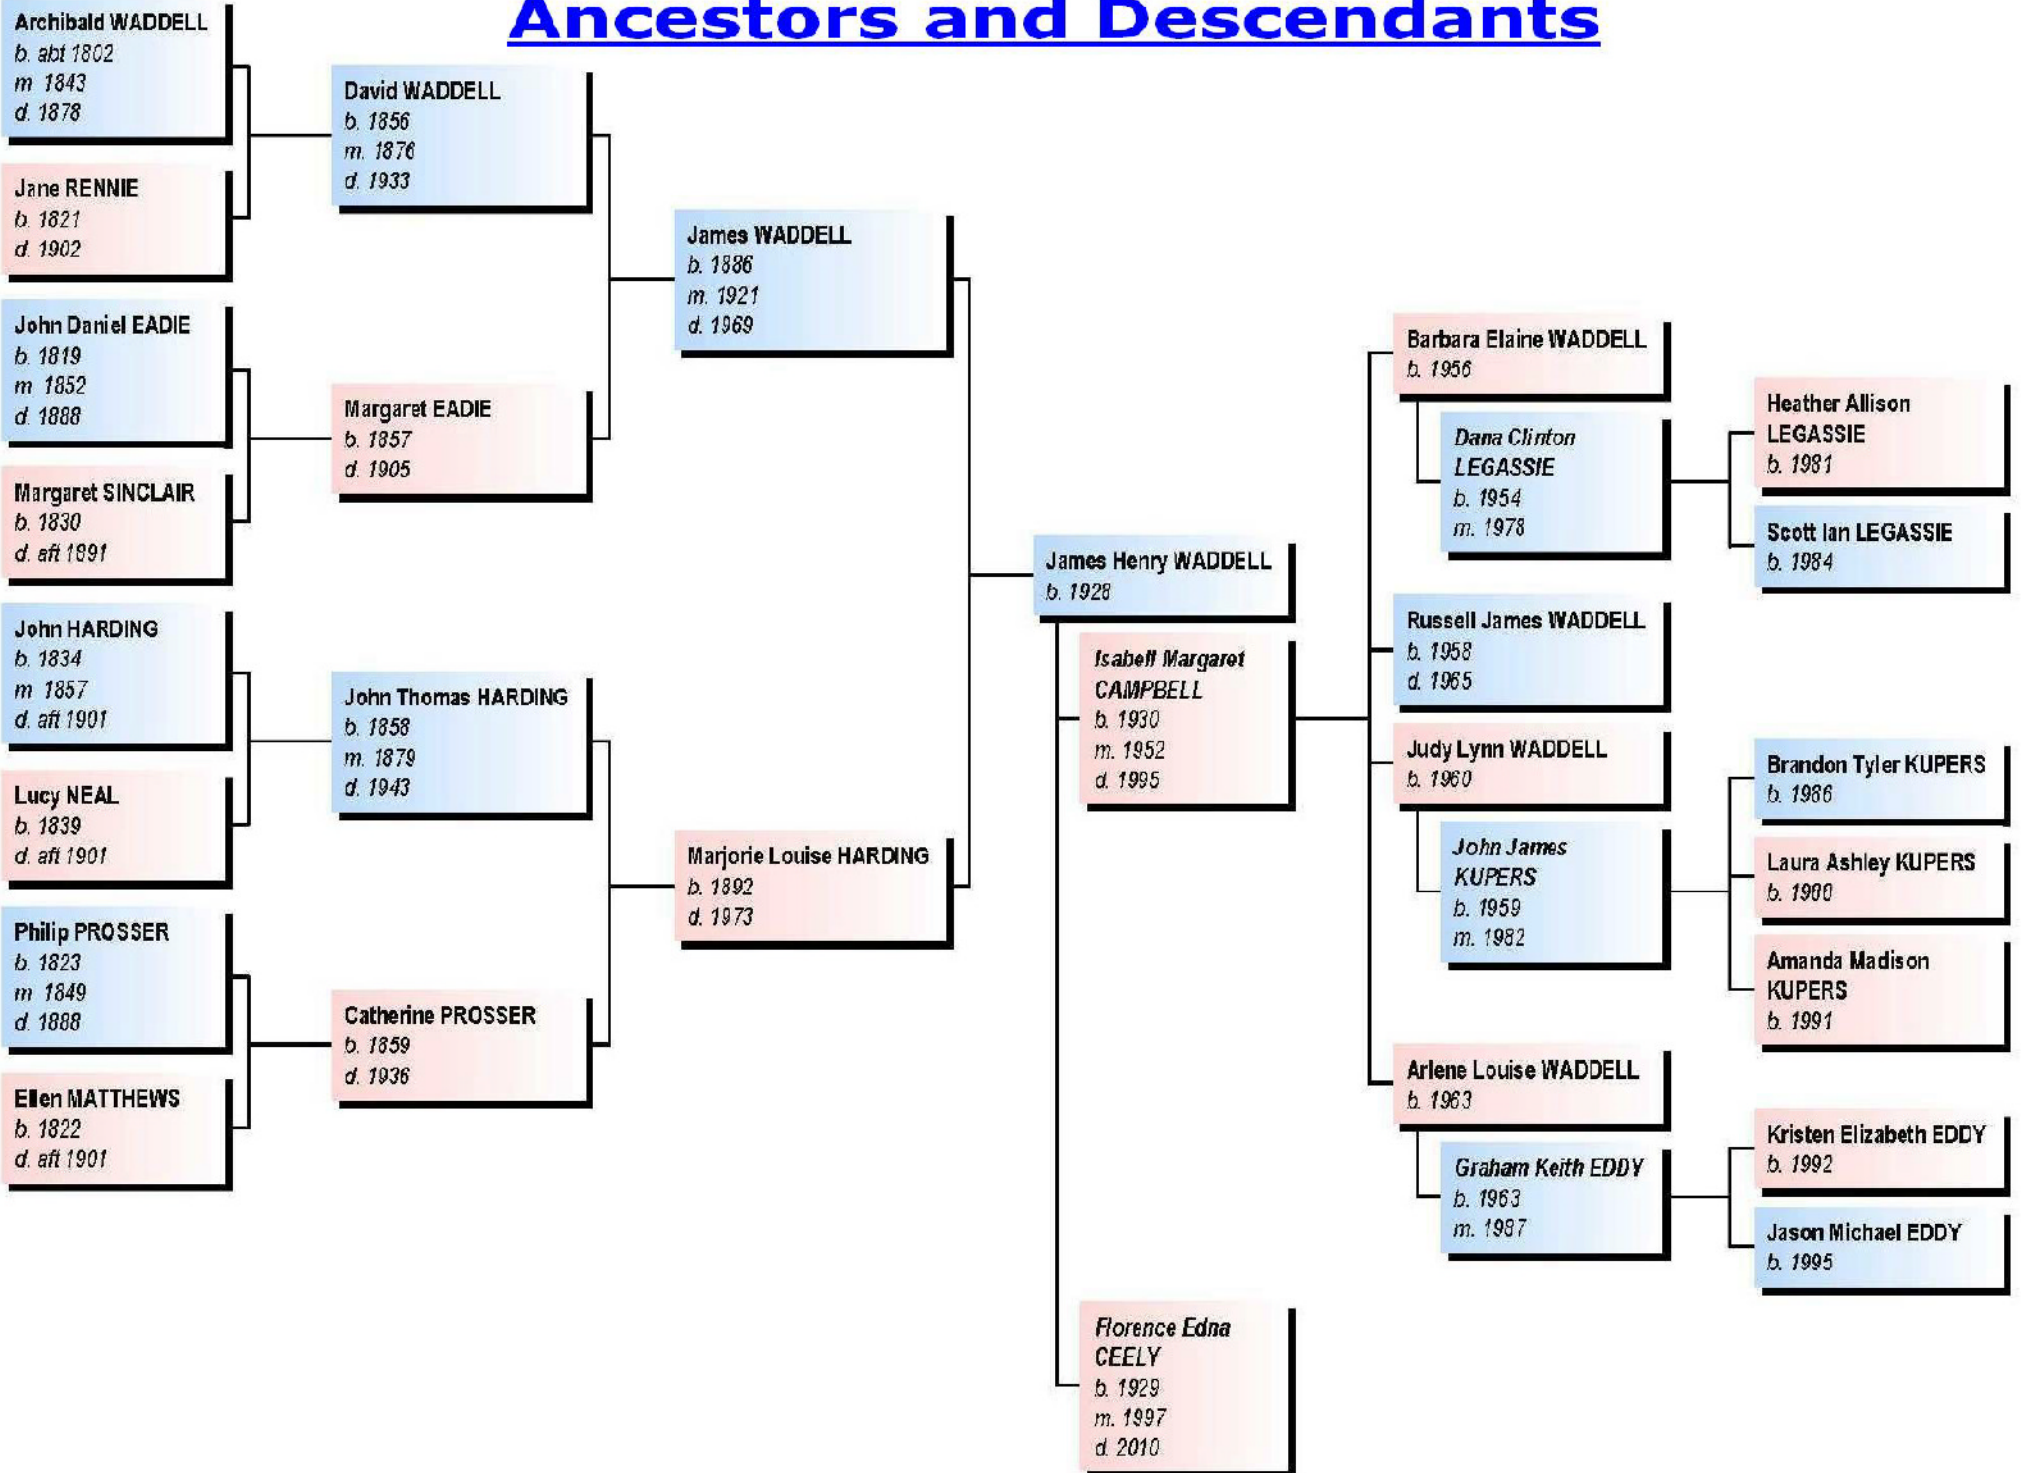 Ancestors and Descendants
Archibald WADDELL
b. abt 1802
m 1843
d. 1878
Jane RENNIE
b. 1821
d. 1902
John Daniel EADIE
b. 1819
m 1852
d. 1888
Margaret SINCLAIR
b. 1830
d. aft 1891
John HARDING
b. 1834
m 1857
d. aft 1901
Lucy NEAL
b. 1839
d. aft 1901
Philip PROSSER
b. 1823
m 1849
d. 1888
Ellen MATTHEWS
b. 1822
d. aft 1901
David WADDELL
b. 1856
m. 1876
d. 1933
Margaret EADIE
b. 1857
d. 1905
John Thomas HARDING
b. 1858
m. 1879
d. 1943
Catherine PROSSER
b. 1859
d. 1936
James WADDELL
b. 1886
m. 1921
d. 1969
Marjorie Louise HARDING
b. 1892
d. 1973
James Henry WADDELL
b. 1928
Isabell Margaret
CAMPBELL
b. 1930
m. 1952
d. 1995
Florence Edna
CEELY
b. 1929
m. 1997
d. 2010
Barbara Elaine WADDELL
b. 1956
Dana Clinton
LEGASSIE
b. 1954
m. 1978
Russell James WADDELL
b. 1958
d. 1965
Judy Lynn WADDELL
b. 1960
John James
KUPERS
b. 1959
m. 1982
Arlene Louise WADDELL
b. 1963
Graham Keith EDDY
b. 1963
m. 1987
Heather Allison
LEGASSIE
b. 1981
Scott Ian LEGASSIE
b. 1984
Brandon Tyler KUPERS
b. 1986
Laura Ashley KUPERS
b.
Amanda Madison
KUPERS
b. 1991
Kristen Elizabeth EDDY
b. 1992
Jason Michael EDDY
b. 1995